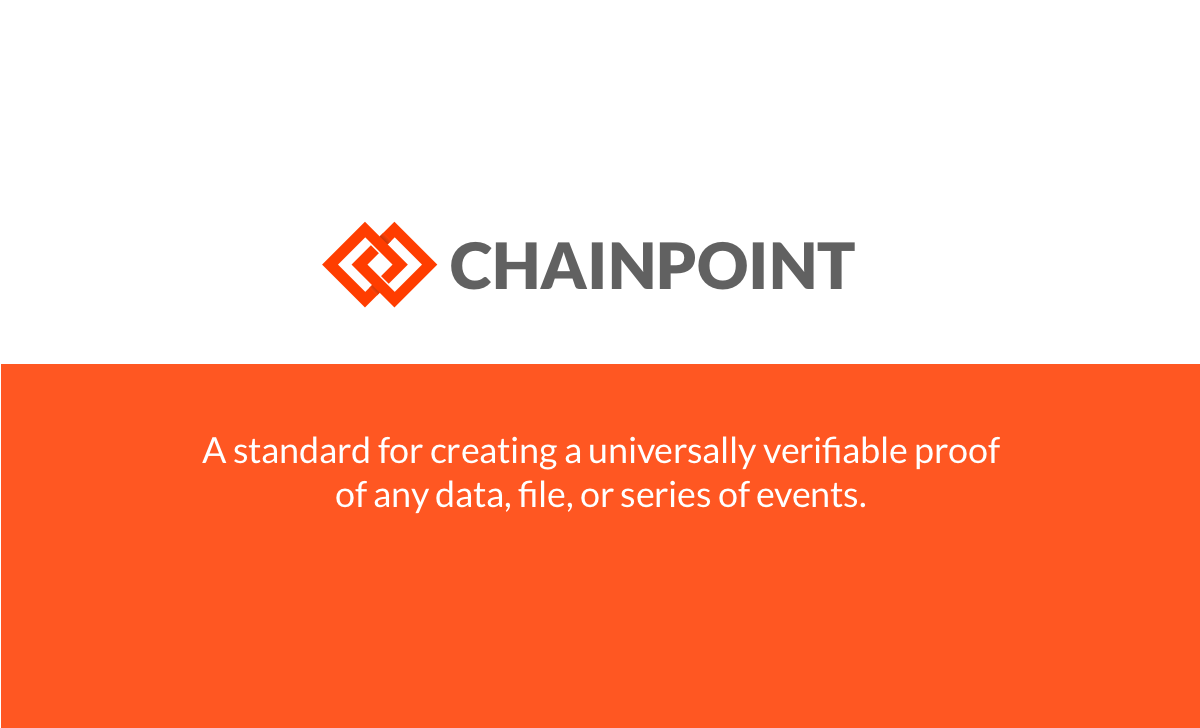 CHAINPOINT
A standard for creating a universally verifiable proof
of any data, file, or series of events.